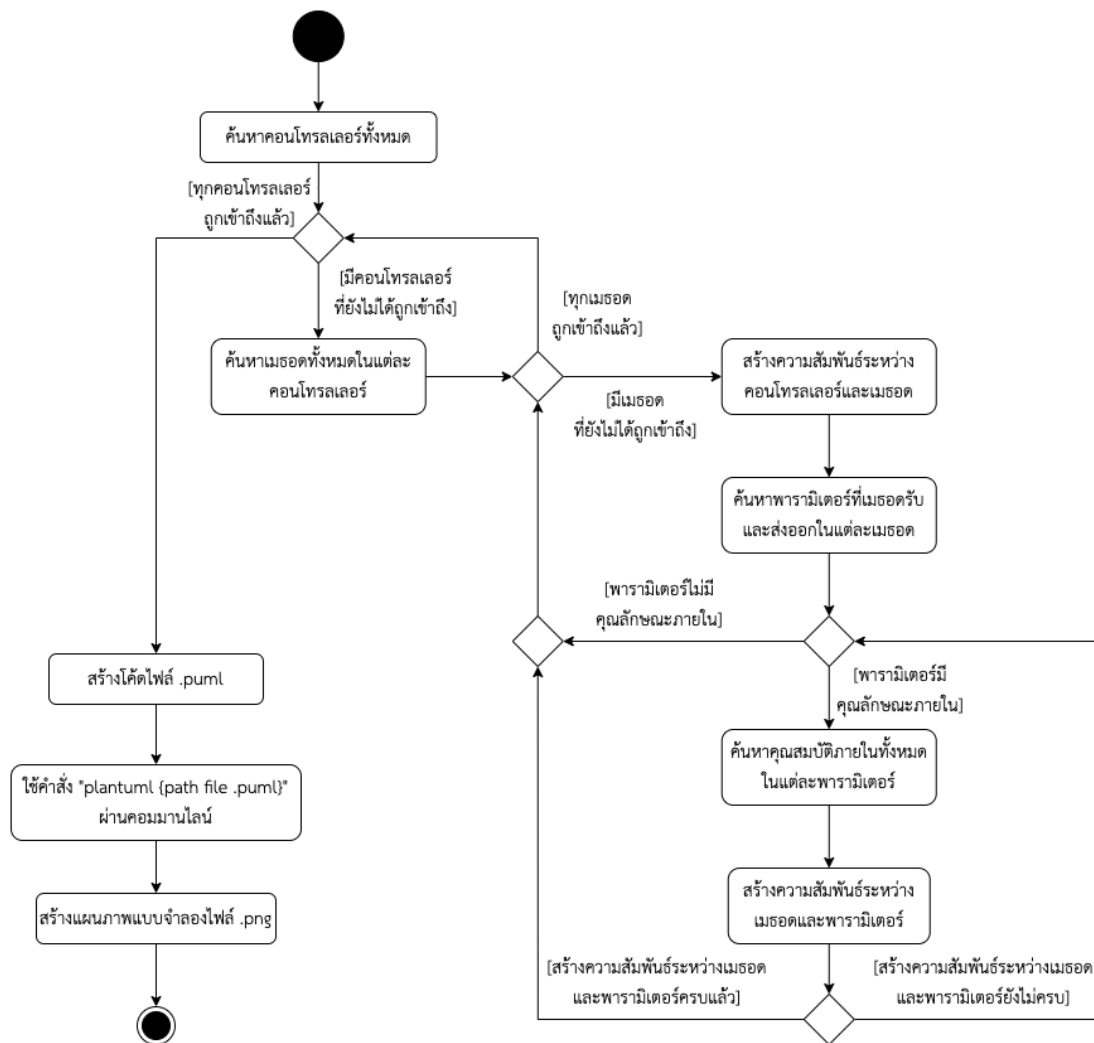 ค้นหาคอนโทรลเลอร์ทั้งหมด
[ทุกคอนโทรลเลอร์
ถูกเข้าถึงแล้ว]
[มีคอนโทรลเลอร์
ที่ยังไม่ได้ถูกเข้าถึง]
[ทุกเมธอด
ถูกเข้าถึงแล้ว]
ค้นหาเมธอดทั้งหมดในแต่ละ
คอนโทรลเลอร์
สร้างความสัมพันธ์ระหว่าง
คอนโทรลเลอร์และเมธอด
[มีเมธอด
ที่ยังไม่ได้ถูกเข้าถึง]
ค้นหาพารามิเตอร์ที่เมธอดรับ
และส่งออกในแต่ละเมธอด
[พารามิเตอร์ไม่มี
คุณลักษณะภายใน]
[พารามิเตอร์มี
คุณลักษณะภายใน]
สร้างโค้ดไฟล์ .puml
ค้นหาคุณสมบัติภายในทั้งหมด
ในแต่ละพารามิเตอร์
ใช้คำสั่ง "plantuml {path file .puml}"
ผ่านคอมมานไลน์
สร้างความสัมพันธ์ระหว่าง
เมธอดและพารามิเตอร์
สร้างแผนภาพแบบจำลองไฟล์ .png
[สร้างความสัมพันธ์ระหว่างเมธอด
และพารามิเตอร์ครบแล้ว]
[สร้างความสัมพันธ์ระหว่างเมธอด
และพารามิเตอร์ยังไม่ครบ]